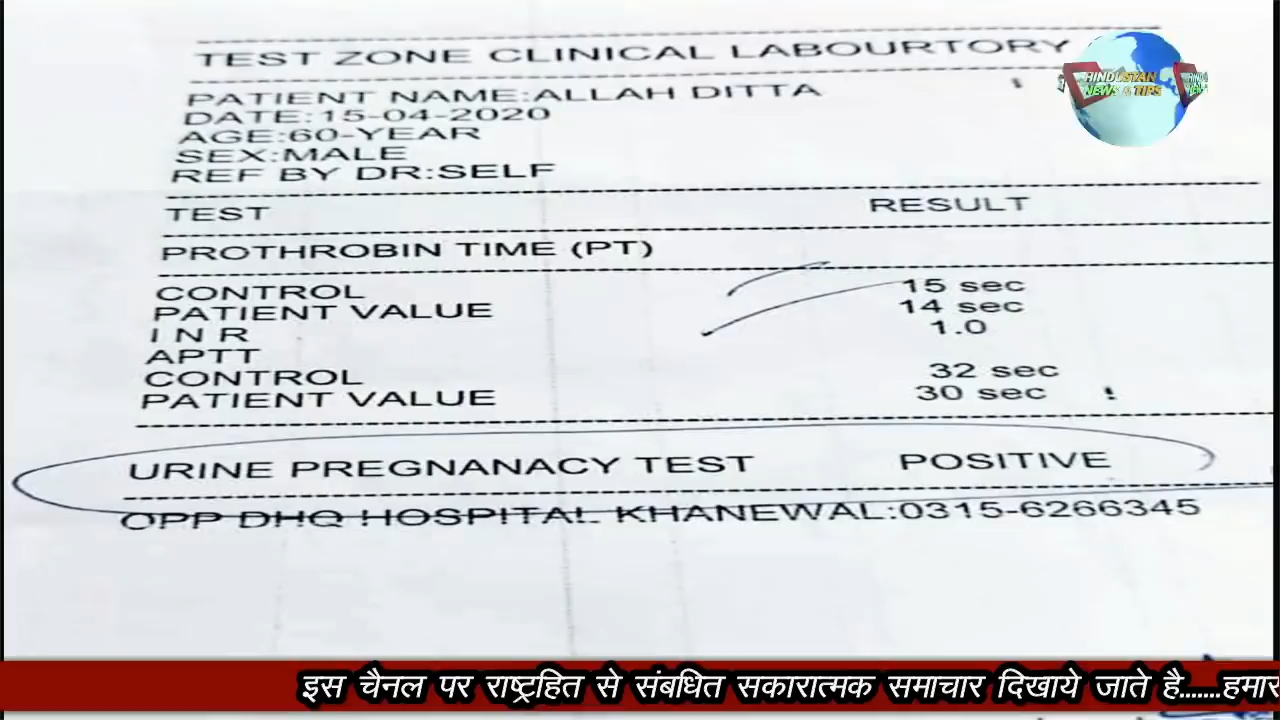 TEST ZONE CLINICAL LABOURTORY
HINDUSTAN
NEWS & TIPS
PATIENT NAME:ALLAH DITTA
DATE:15-04-2020
AGE:60-YEAR
SEX:MALE
REF BY DR:SELF
TEST RESULT
PROTHROBIN TIME (PT)
CONTROL 15 sec
PATIENT VALUE 14 sec
I N R 1.0
APTT
CONTROL 32 sec
PATIENT VALUE 30 sec
URINE PREGNANACY TEST POSITIVE
OPP DHQ HOSPITAL KHANEWAL:0315-6266345
इस चैनल पर राष्ट्रहित से संबधित सकारात्मक समाचार दिखाये जाते है.......हमार